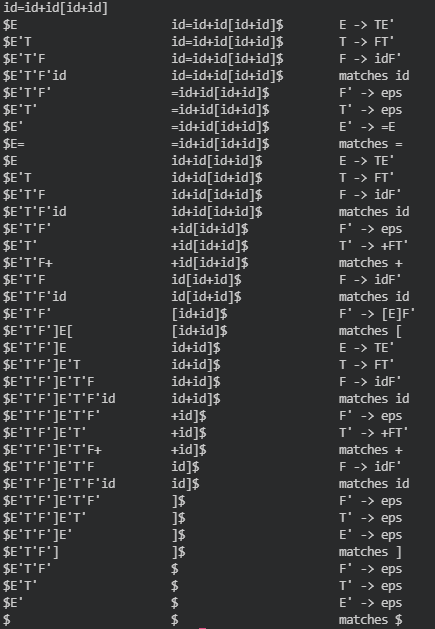 id=id+id[id+id]
$E id=id+id[id+id]$ E -> TE'
$E'T id=id+id[id+id]$ T -> FT'
$E'T'F id=id+id[id+id]$ F -> idF'
$E'T'F'id id=id+id[id+id]$ matches id
$E'T'F' =id+id[id+id]$ F' -> eps
$E'T' =id+id[id+id]$ T' -> eps
$E' =id+id[id+id]$ E' -> =E
$E= =id+id[id+id]$ matches =
$E id+id[id+id]$ E -> TE'
$E'T id+id[id+id]$ T -> FT'
$E'T'F id+id[id+id]$ F -> idF'
$E'T'F'id id+id[id+id]$ matches id
$E'T'F' +id[id+id]$ F' -> eps
$E'T' +id[id+id]$ T' -> +FT'
$E'T'F+ +id[id+id]$ matches +
$E'T'F id[id+id]$ F -> idF'
$E'T'F'id id[id+id]$ matches id
$E'T'F' [id+id]$ F' -> [E]F'
$E'T'F']E[ [id+id]$ matches [
$E'T'F']E id+id]$ E -> TE'
$E'T'F']E'T id+id]$ T -> FT'
$E'T'F']E'T'F id+id]$ F -> idF'
$E'T'F']E'T'F'id id+id]$ matches id
$E'T'F']E'T'F' +id]$ F' -> eps
$E'T'F']E'T' +id]$ T' -> +FT'
$E'T'F']E'T'F+ +id]$ matches +
$E'T'F']E'T'F id]$ F -> idF'
$E'T'F']E'T'F'id id]$ matches id
$E'T'F']E'T'F' ]$ F' -> eps
$E'T'F']E'T' ]$ T' -> eps
$E'T'F']E' ]$ E' -> eps
$E'T'F'] ]$ matches ]
$E'T'F' $ F' -> eps
$E'T' $ T' -> eps
$E' $ E' -> eps
$ $ matches $